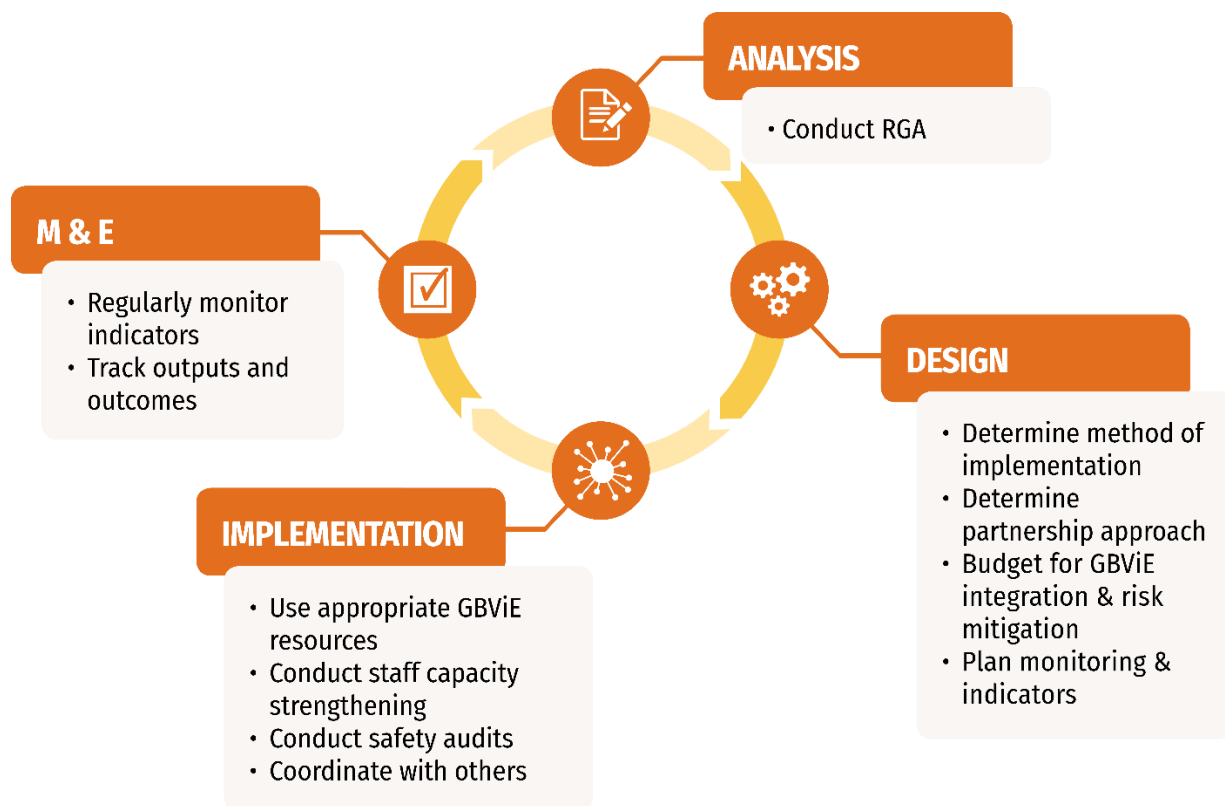 ANALYSIS
• Conduct RGA
M & E
• Regularly monitor
indicators
• Track outputs and
outcomes
DESIGN
• Determine method of
implementation
• Determine
partnership approach
• Budget for GBViE
integration & risk
mitigation
• Plan monitoring &
indicators
IMPLEMENTATION
• Use appropriate GBViE
resources
• Conduct staff capacity
strengthening
• Conduct safety audits
• Coordinate with others